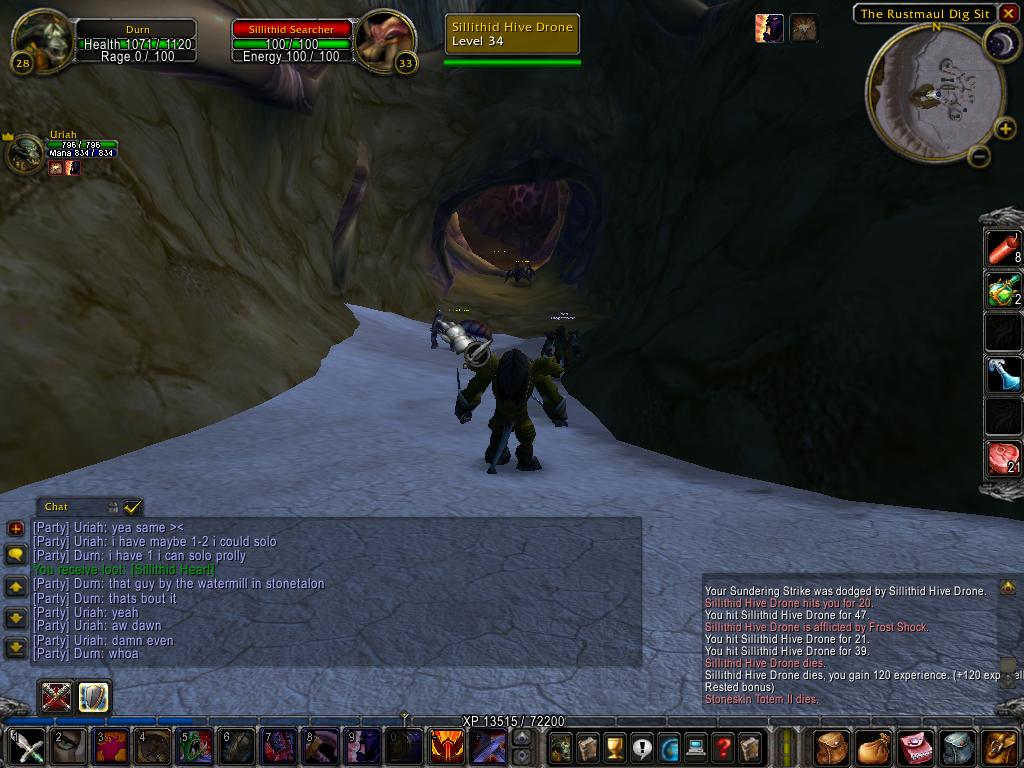 Durn
Health 1071 / 1120
Rage 0 / 100
28
Sillithid Searcher
100 / 100
Energy 100 / 100
33
Sillithid Hive Drone
Level 34
The Rustmaul Dig Sit
N
Uriah
796 / 796
Mana 834 / 834
8
2
21
Chat
[Party] Uriah: yea same ><
[Party] Uriah: i have maybe 1-2 i could solo
[Party] Durn: i have 1 i can solo prolly
You receive loot: [Sillithid Heart]
[Party] Durn: that guy by the watermill in stonetalon
[Party] Durn: thats bout it
[Party] Uriah: yeah
[Party] Uriah: aw dawn
[Party] Uriah: damn even
[Party] Durn: whoa
Your Sundering Strike was dodged by Sillithid Hive Drone.
Sillithid Hive Drone hits you for 20.
You hit Sillithid Hive Drone for 47.
Sillithid Hive Drone is afflicted by Frost Shock.
You hit Sillithid Hive Drone for 21.
You hit Sillithid Hive Drone for 39.
Sillithid Hive Drone dies.
Sillithid Hive Drone dies, you gain 120 experience. (+120 exp
Rested bonus)
Stoneskin Totem II dies.
XP 13515 / 72200
1 2 3 4 5 6 7 8 9 0 - =